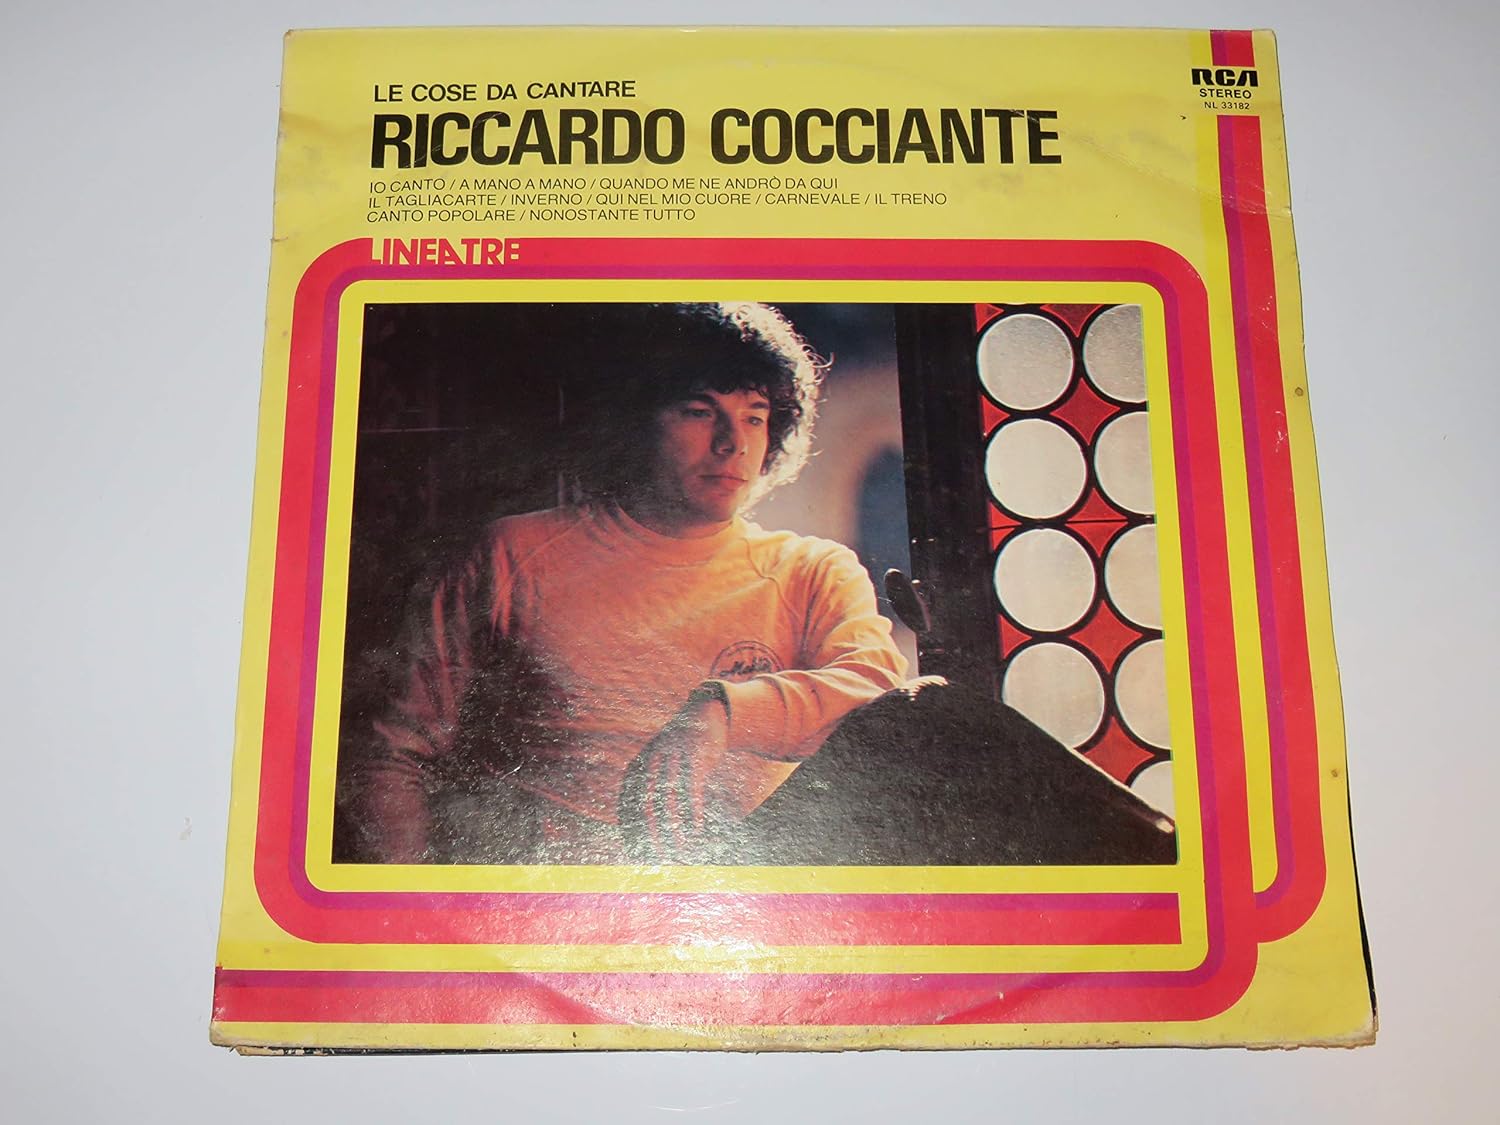 LE COSE DA CANTARE
RICCARDO COCCIANTE
IO CANTO / A MANO A MANO / QUANDO ME NE ANDRÒ DA QUI
IL TAGLIACARTE / INVERNO / QUI NEL MIO CUORE / CARNEVALE / IL TRENO
CANTO POPOLARE / NONOSTANTE TUTTO
RCA
STEREO
NL 33182
LINEATRE